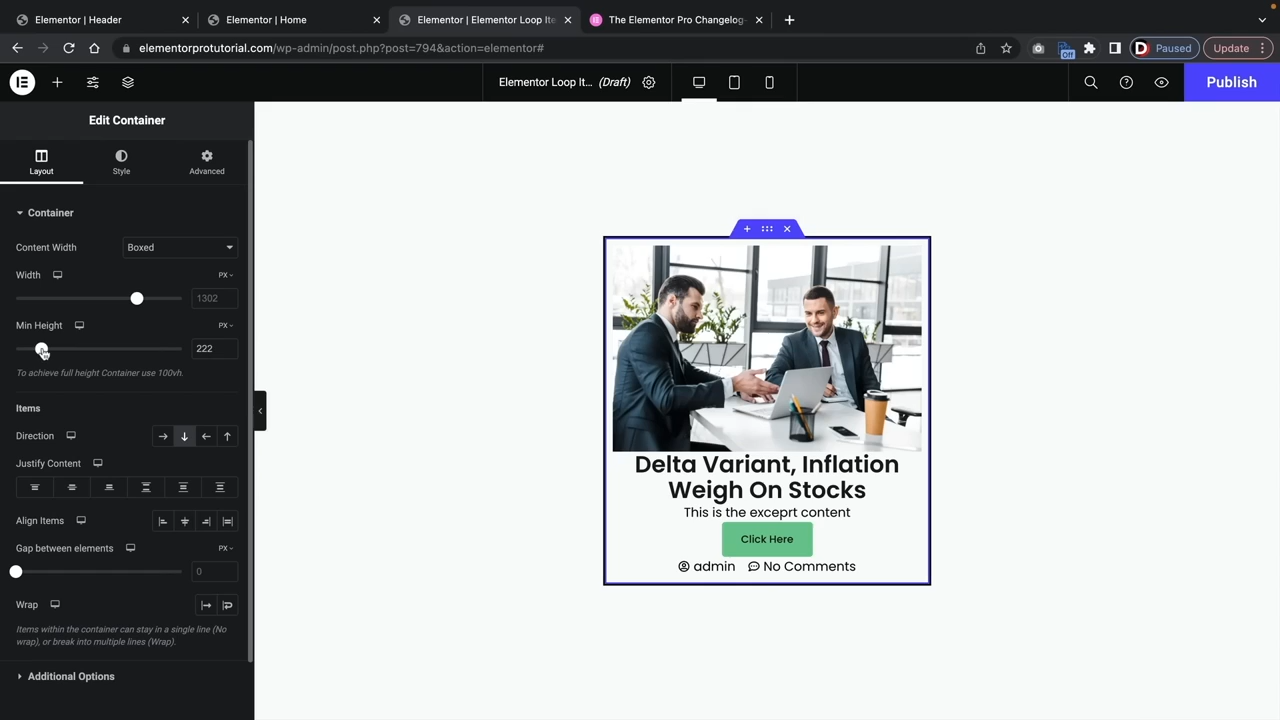 Elementor | Header
Elementor | Home
Elementor | Elementor Loop Ite
The Elementor Pro Changelog-
elementorprotutorial.com/wp-admin/post.php?post=794&action=elementor#
Off
Paused
Update
Elementor Loop It... (Draft)
Publish
Edit Container
Layout
Style
Advanced
Container
Content Width
Boxed
Width
PX
1302
Min Height
PX
222
To achieve full height Container use 100vh.
Items
Direction
Justify Content
Align Items
Gap between elements
PX
0
Wrap
Items within the container can stay in a single line (No
wrap), or break into multiple lines (Wrap).
Additional Options
Delta Variant, Inflation
Weigh On Stocks
This is the exceprt content
Click Here
admin No Comments